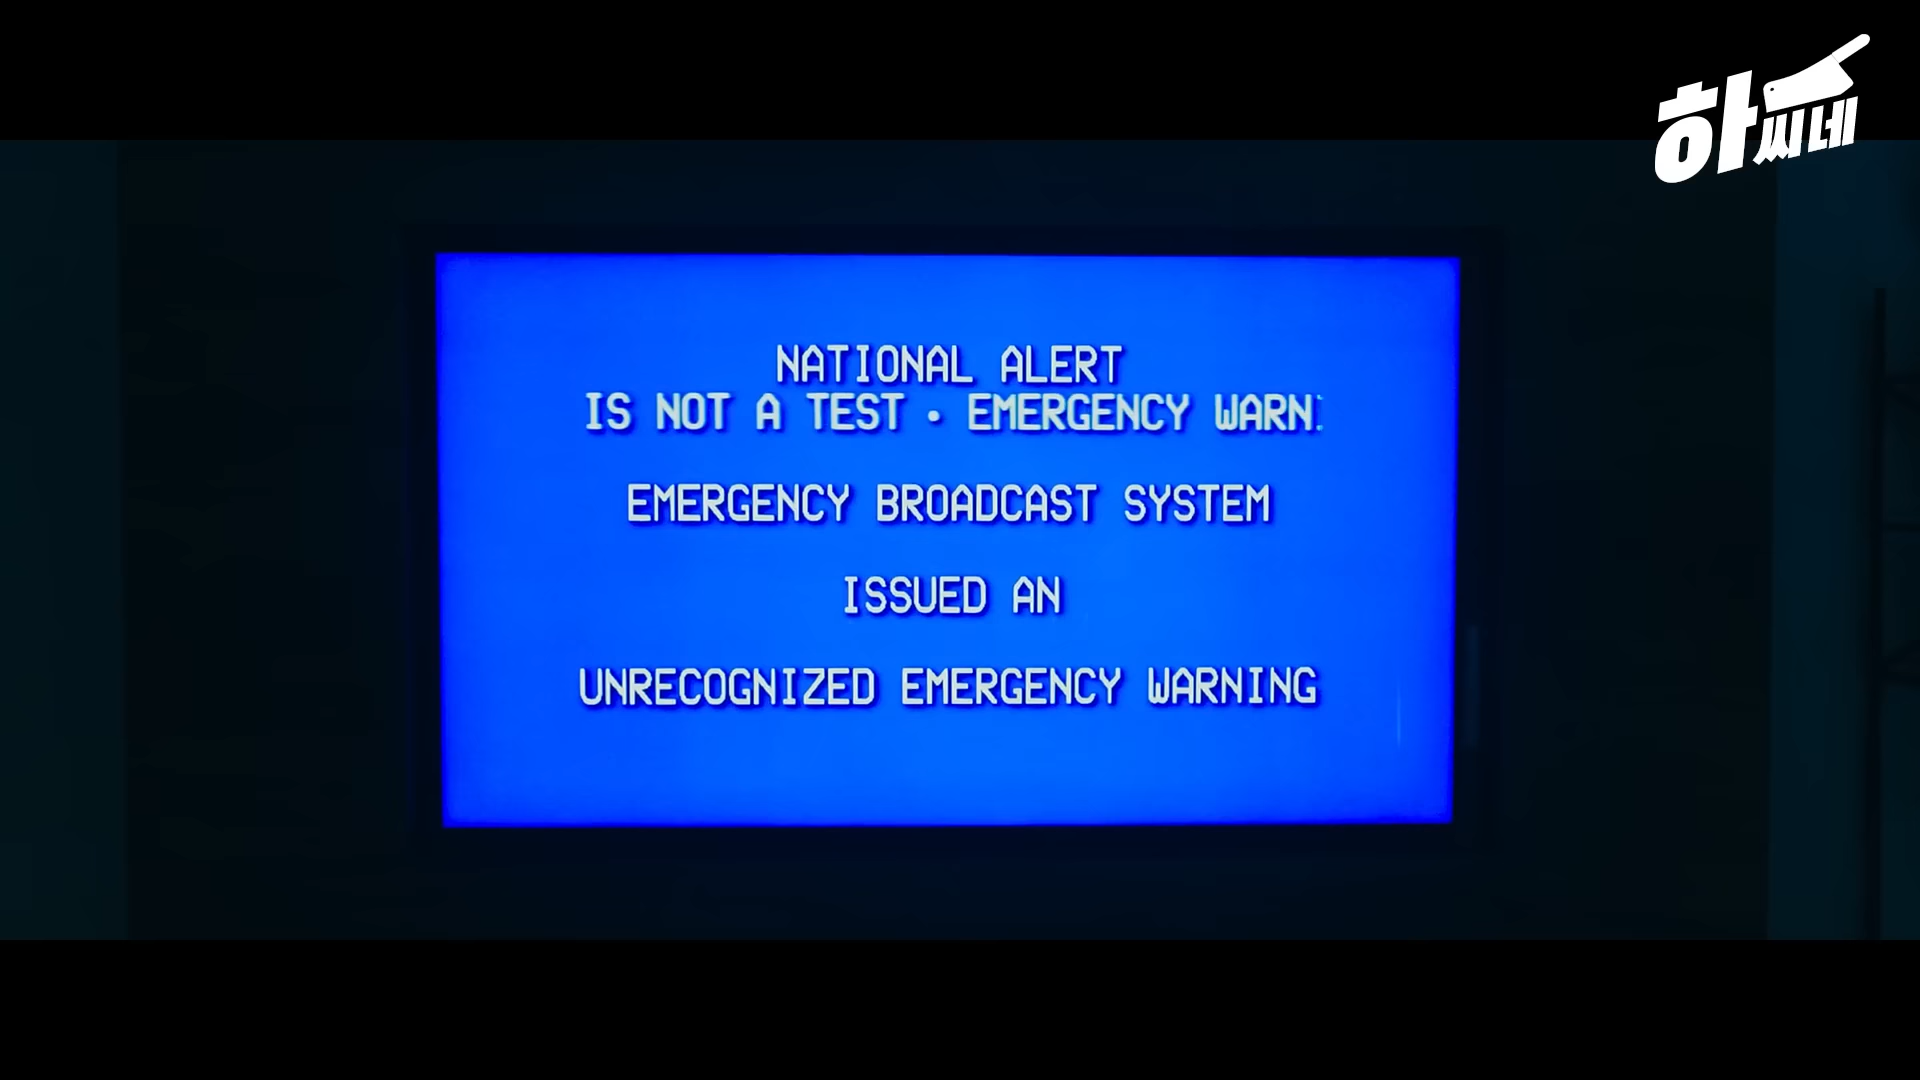 하씨네
NATIONAL ALERT
IS NOT A TEST • EMERGENCY WARN
EMERGENCY BROADCAST SYSTEM
ISSUED AN
UNRECOGNIZED EMERGENCY WARNING